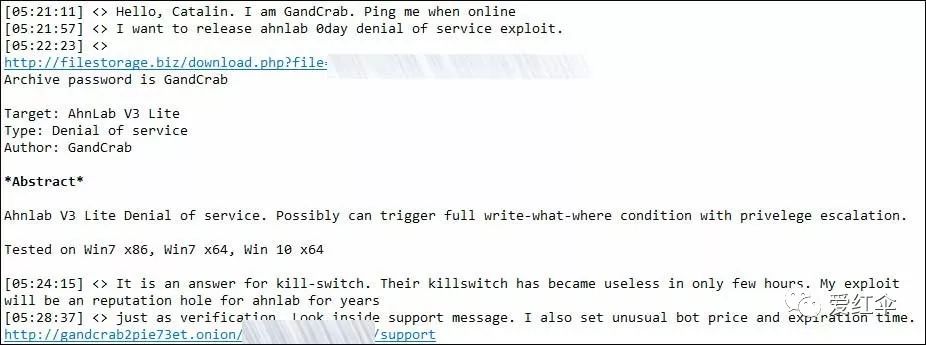 [05:21:11] <> Hello, Catalin. I am GandCrab. Ping me when online
[05:21:57] <> I want to release ahnlab 0day denial of service exploit.
[05:22:23] <>
http://filestorage.biz/download.php?file=
Archive password is GandCrab
Target: AhnLab V3 Lite
Type: Denial of service
Author: GandCrab
*Abstract*
Ahnlab V3 Lite Denial of service. Possibly can trigger full write-what-where condition with privelege escalation.
Tested on Win7 x86, Win7 x64, Win 10 x64
[05:24:15] <> It is an answer for kill-switch. Their killswitch has became useless in only few hours. My exploit
will be an reputation hole for ahnlab for years
[05:28:37] <> just as verification. Look inside support message. I also set unusual bot price and expiration time.
http://gandcrab2pie73et.onion/ /support
爱红伞